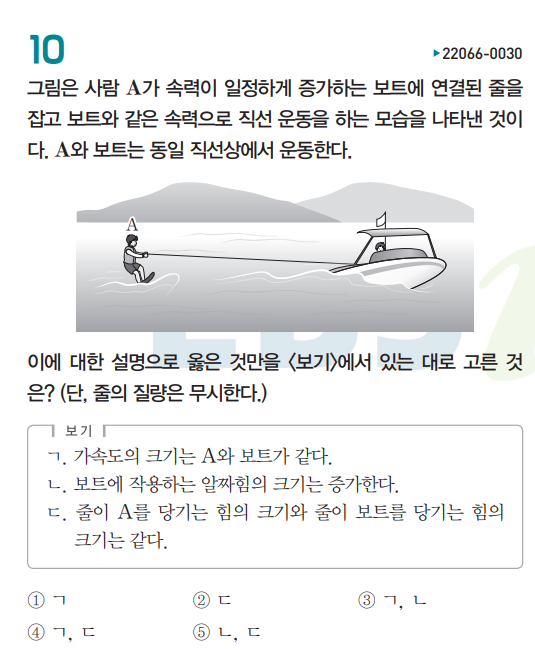 10
▶22066-0030
그림은 사람 A가 속력이 일정하게 증가하는 보트에 연결된 줄을
잡고 보트와 같은 속력으로 직선 운동을 하는 모습을 나타낸 것이
다. A와 보트는 동일 직선상에서 운동한다.
A
이에 대한 설명으로 옳은 것만을 〈보기〉에서 있는 대로 고른 것
은? (단, 줄의 질량은 무시한다.)
보기
ㄱ. 가속도의 크기는 A와 보트가 같다.
ㄴ. 보트에 작용하는 알짜힘의 크기는 증가한다.
ㄷ. 줄이 A를 당기는 힘의 크기와 줄이 보트를 당기는 힘의
크기는 같다.
① ㄱ ② ㄷ ③ ㄱ, ㄴ
④ ㄱ, ㄷ ⑤ ㄴ, ㄷ